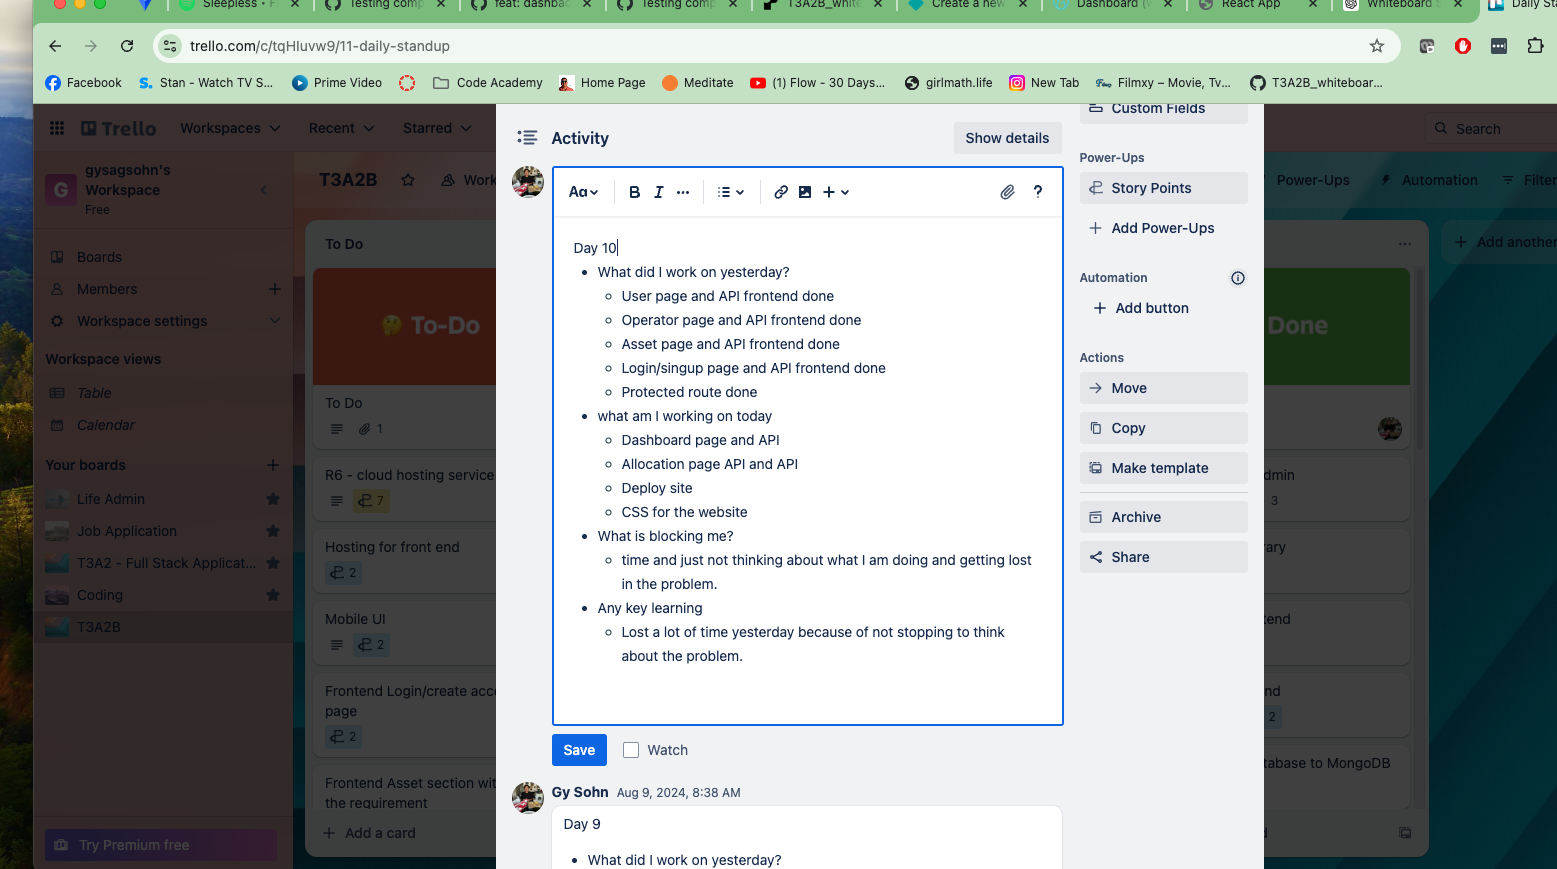 Sleepless • F
Testing comp
feat: dashbac
Testing comp
T3A2B_white
Create a new
Dashboard (v
React App
Whiteboard S
Daily Sta
trello.com/c/tqHIuvw9/11-daily-standup
Facebook
Stan - Watch TV S...
Prime Video
Code Academy
Home Page
Meditate
(1) Flow - 30 Days...
girlmath.life
New Tab
Filmxy – Movie, Tv...
T3A2B_whiteboar...
Trello
Workspaces
Recent
Starred
Search
gysagsohn's
Workspace
Free
Boards
Members
Workspace settings
Workspace views
Table
Calendar
Your boards
Life Admin
Job Application
T3A2 - Full Stack Applicat...
Coding
T3A2B
Try Premium free
T3A2B
Work
Power-Ups
Automation
Filter
To Do
To-Do
To Do
1
R6 - cloud hosting service
7
Hosting for front end
2
Mobile UI
2
Frontend Login/create acc
page
2
Frontend Asset section wit
the requirement
Add a card
Activity
Show details
Aa
B I ...
?
Day 10
• What did I work on yesterday?
◦ User page and API frontend done
◦ Operator page and API frontend done
◦ Asset page and API frontend done
◦ Login/singup page and API frontend done
◦ Protected route done
• what am I working on today
◦ Dashboard page and API
◦ Allocation page API and API
◦ Deploy site
◦ CSS for the website
• What is blocking me?
◦ time and just not thinking about what I am doing and getting lost
in the problem.
• Any key learning
◦ Lost a lot of time yesterday because of not stopping to think
about the problem.
Save
Watch
Gy Sohn Aug 9, 2024, 8:38 AM
Day 9
• What did I work on yesterday?
Custom Fields
Power-Ups
Story Points
Add Power-Ups
Automation
Add button
Actions
Move
Copy
Make template
Archive
Share
Add another
Done
dmin
3
rary
tend
nd
2
tabase to MongoDB
d